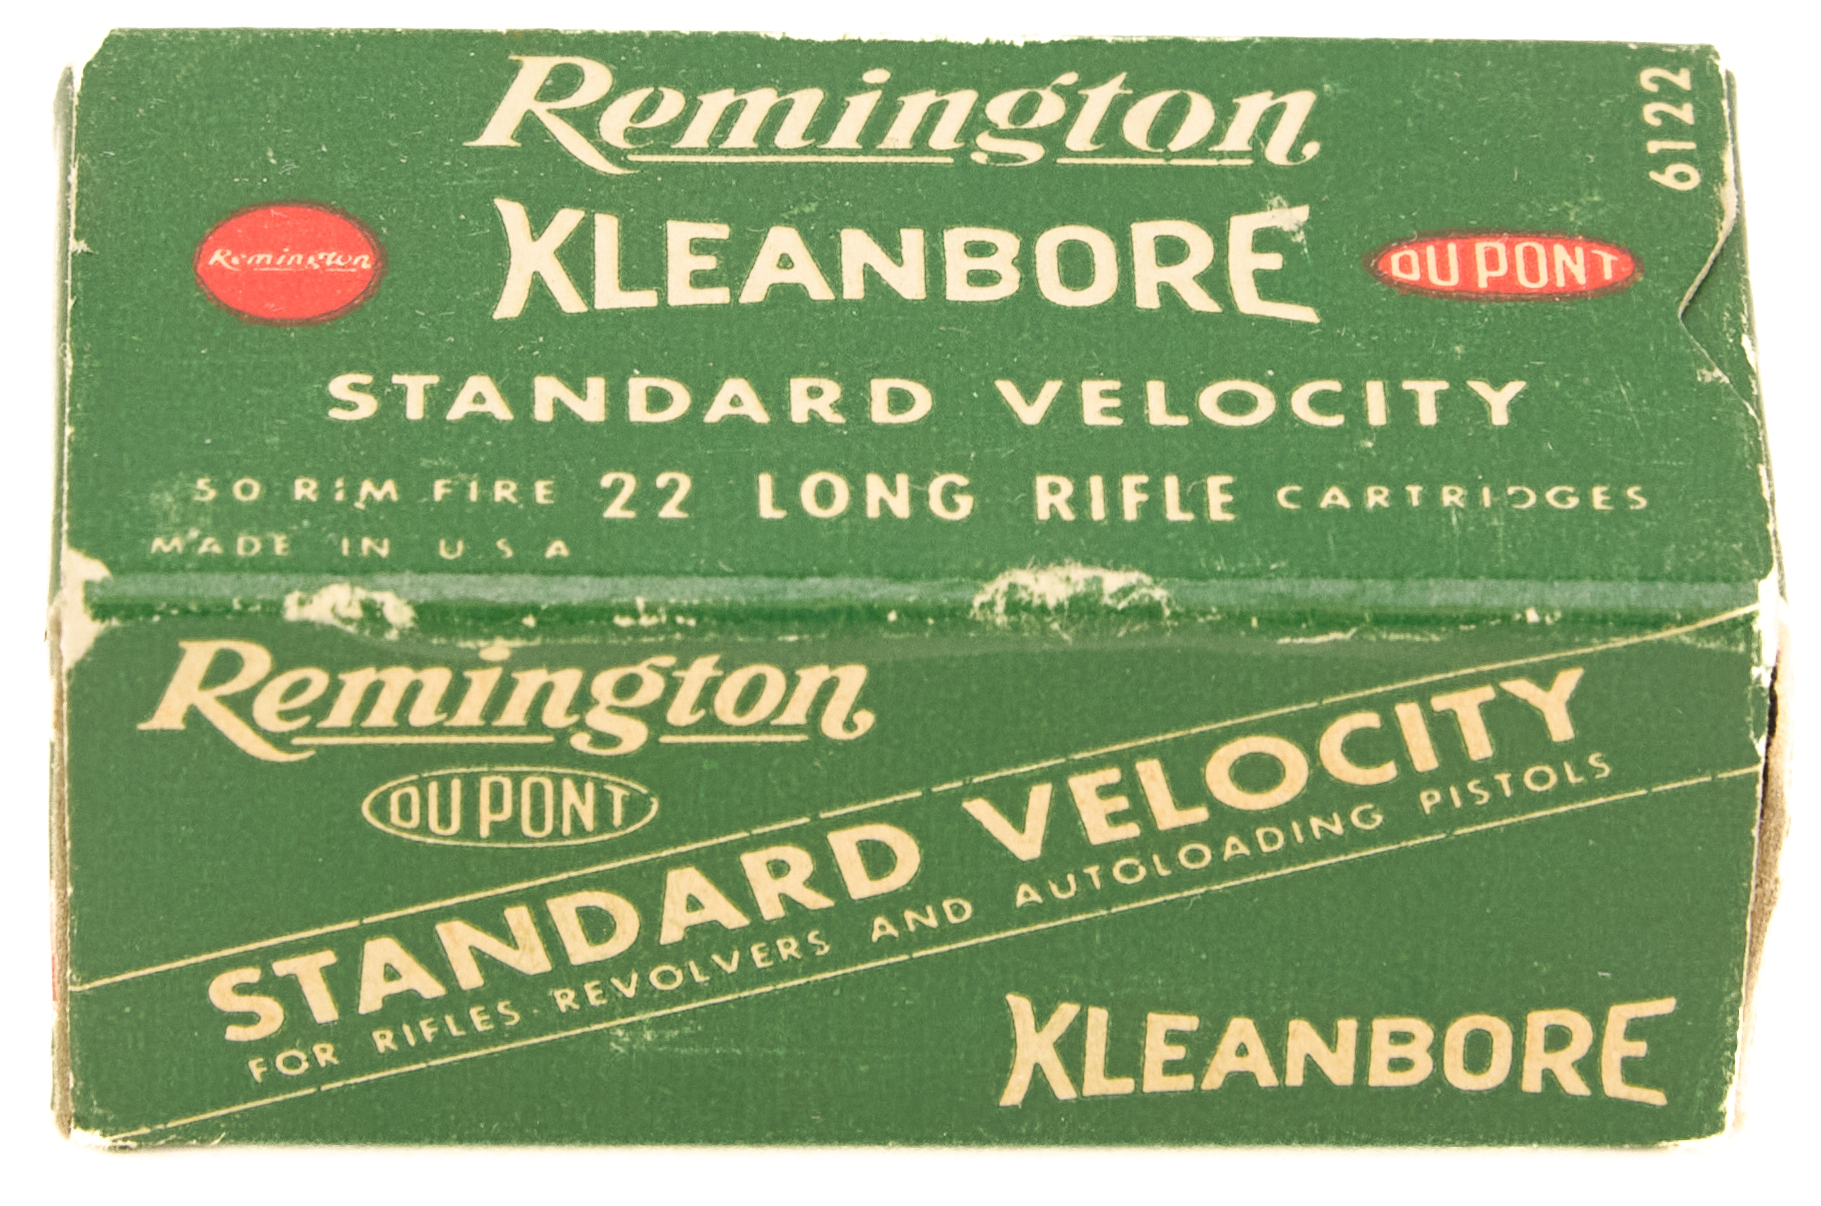 Remington
6122
Remington
KLEANBORE
DU PONT
STANDARD VELOCITY
50 RIM FIRE 22 LONG RIFLE CARTRIDGES
MADE IN U S A
Remington
DU PONT
STANDARD VELOCITY
FOR RIFLES-REVOLVERS AND AUTOLOADING PISTOLS
KLEANBORE